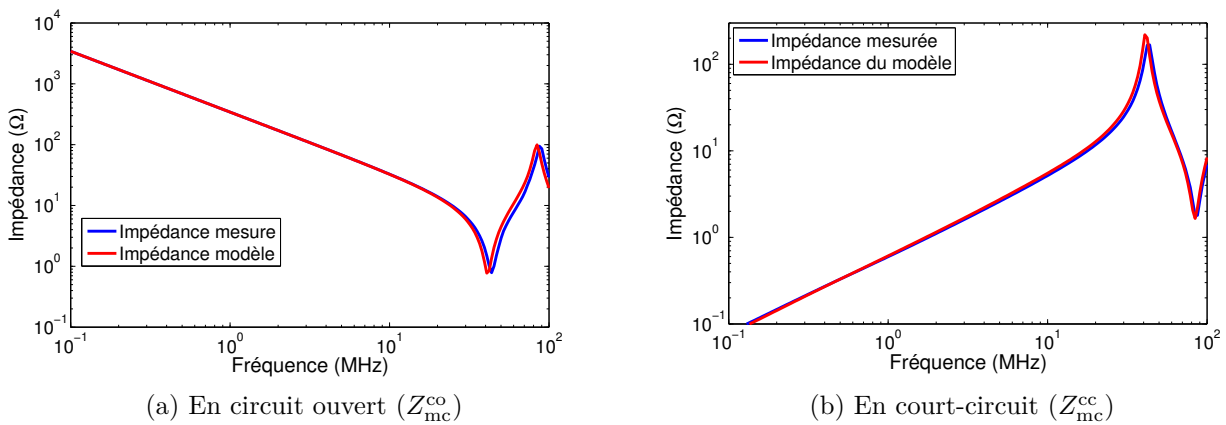 10^4
10^3
10^2
10^1
10^0
10^-1
Impédance (Ω)
Impédance mesure
Impédance modèle
10^-1 10^0 10^1 10^2
Fréquence (MHz)
(a) En circuit ouvert (Z_mc^co)
10^2
10^1
10^0
10^-1
Impédance (Ω)
Impédance mesurée
Impédance du modèle
10^-1 10^0 10^1 10^2
Fréquence (MHz)
(b) En court-circuit (Z_mc^cc)